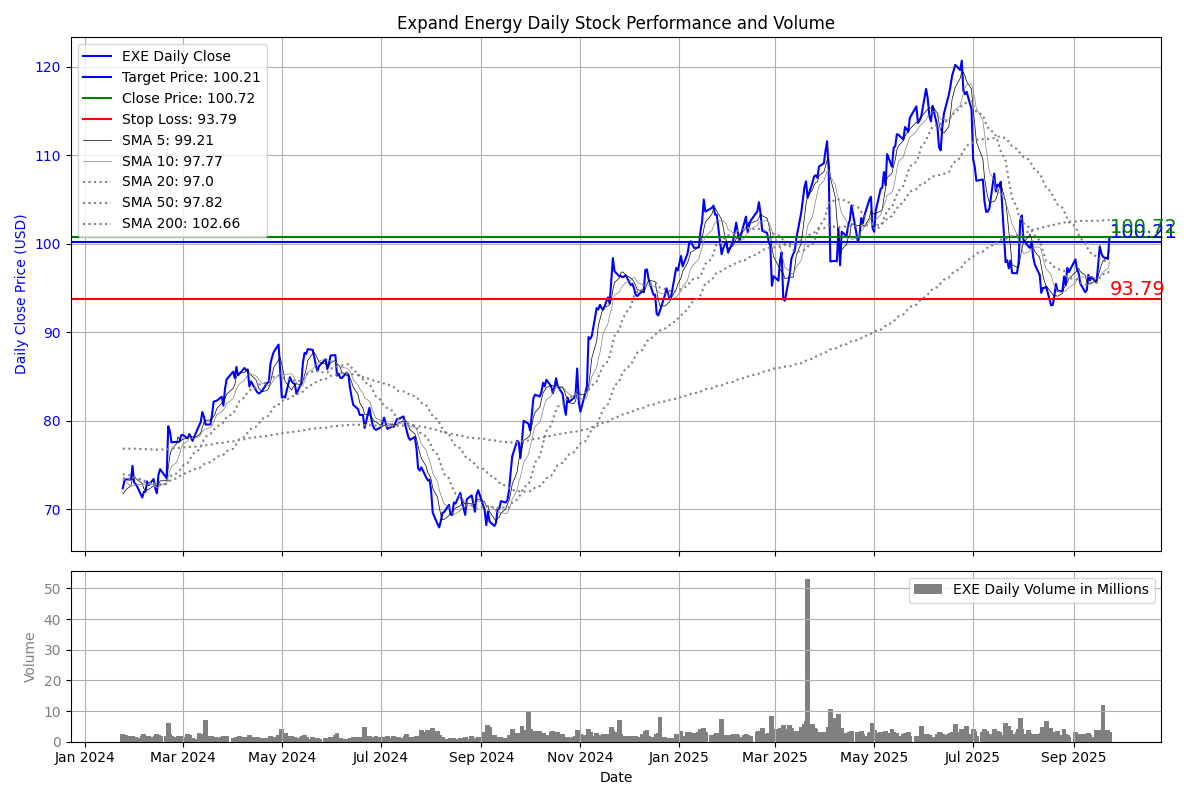 Expand Energy Daily Stock Performance and Volume
EXE Daily Close
Target Price: 100.21
Close Price: 100.72
Stop Loss: 93.79
SMA 5: 99.21
SMA 10: 97.77
SMA 20: 97.0
SMA 50: 97.82
SMA 200: 102.66
Daily Close Price (USD)
120
110
100
90
80
70
100.72
100.21
93.79
EXE Daily Volume in Millions
Volume
50
40
30
20
10
0
Jan 2024
Mar 2024
May 2024
Jul 2024
Sep 2024
Nov 2024
Jan 2025
Mar 2025
May 2025
Jul 2025
Sep 2025
Date